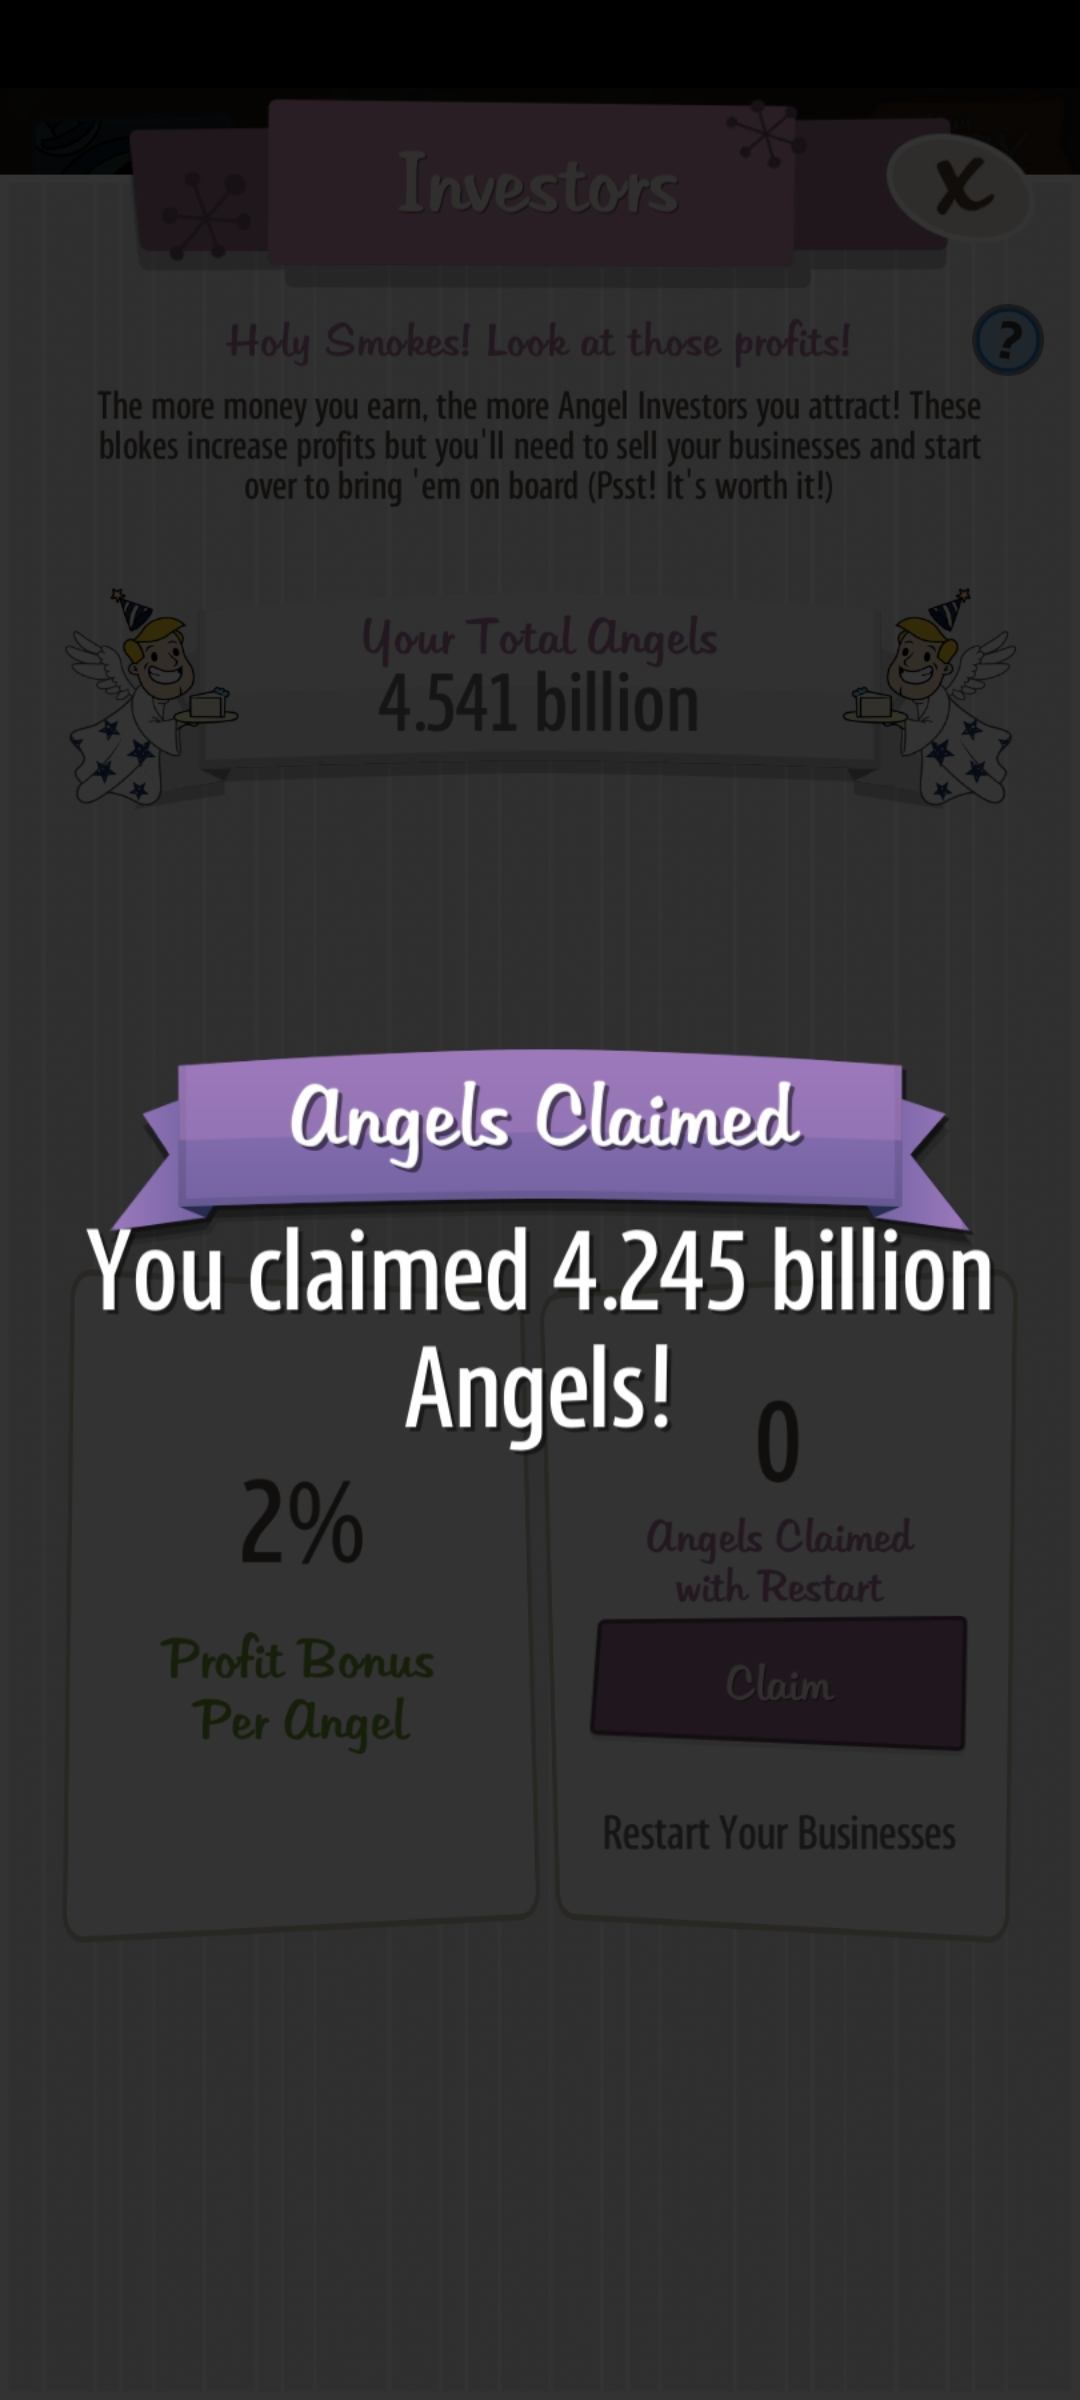 Investors
X
Holy Smokes! Look at those profits!
?
The more money you earn, the more Angel Investors you attract! These
blokes increase profits but you'll need to sell your businesses and start
over to bring 'em on board (Psst! It's worth it!)
Your Total Angels
4.541 billion
Angels Claimed
You claimed 4.245 billion
Angels!
2%
Profit Bonus
Per Angel
0
Angels Claimed
with Restart
Claim
Restart Your Businesses